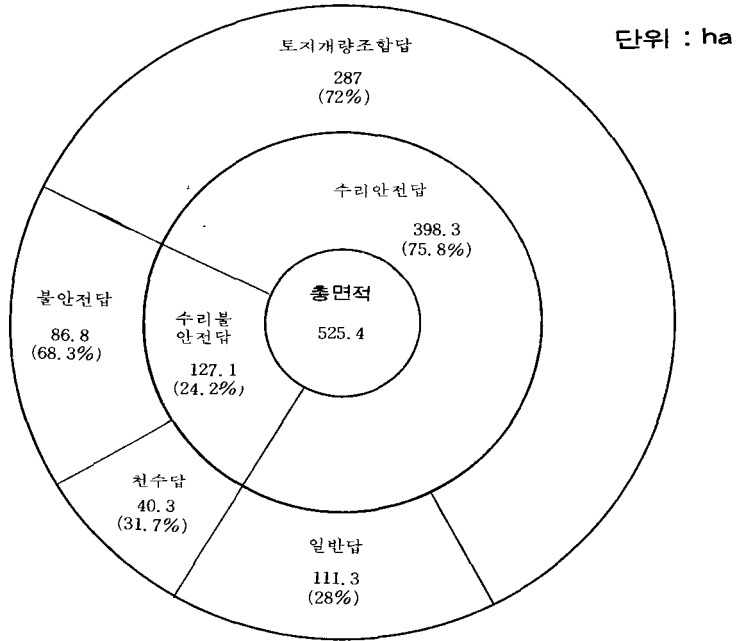 단위 : ha
토지개량조합답
287
(72%)
수리안전답
398.3
(75.8%)
총면적
525.4
불안전답
86.8
(68.3%)
수리불
안전답
127.1
(24.2%)
천수답
40.3
(31.7%)
일반답
111.3
(28%)